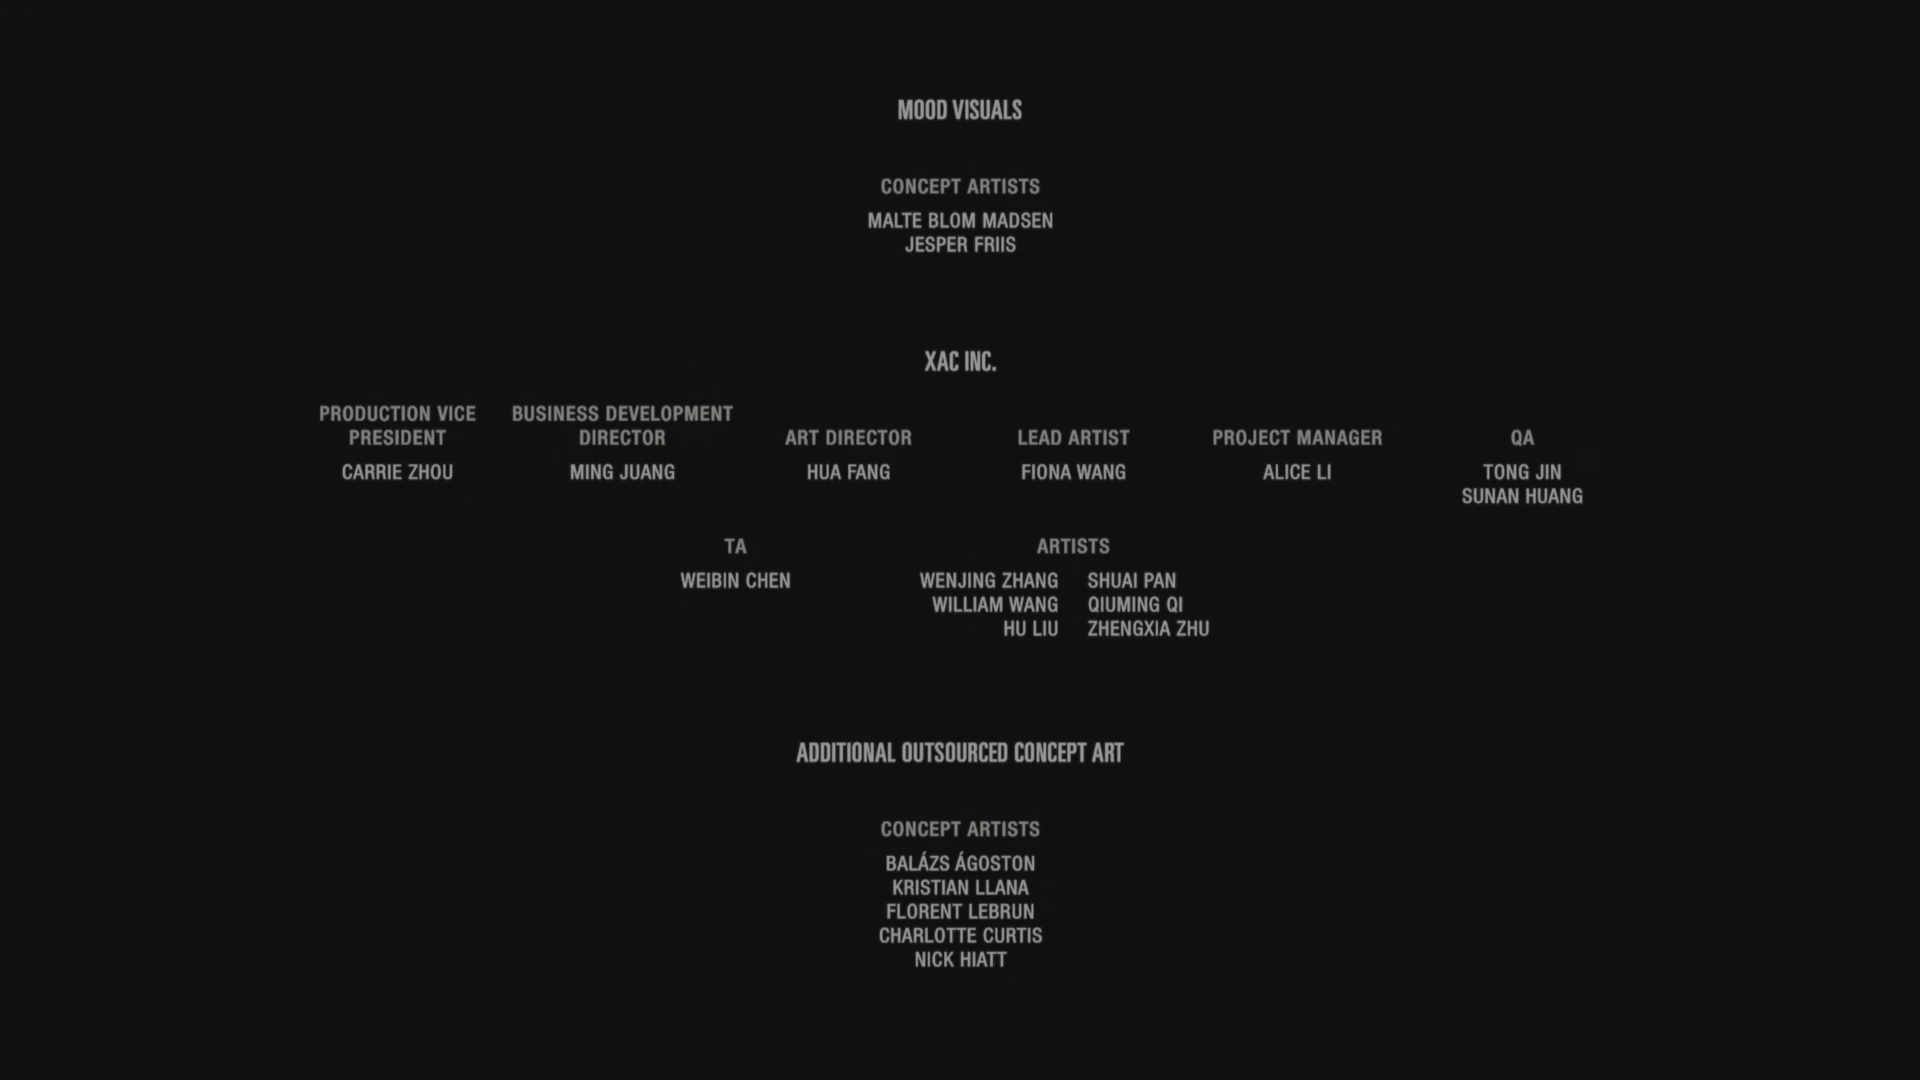 MOOD VISUALS
CONCEPT ARTISTS
MALTE BLOM MADSEN
JESPER FRIIS
XAC INC.
PRODUCTION VICE PRESIDENT
CARRIE ZHOU
BUSINESS DEVELOPMENT DIRECTOR
MING JUANG
ART DIRECTOR
HUA FANG
LEAD ARTIST
FIONA WANG
PROJECT MANAGER
ALICE LI
QA
TONG JIN
SUNAN HUANG
TA
WEIBIN CHEN
ARTISTS
WENJING ZHANG SHUAI PAN
WILLIAM WANG QIUMING QI
HU LIU ZHENGXIA ZHU
ADDITIONAL OUTSOURCED CONCEPT ART
CONCEPT ARTISTS
BALÁZS ÁGOSTON
KRISTIAN LLANA
FLORENT LEBRUN
CHARLOTTE CURTIS
NICK HIATT